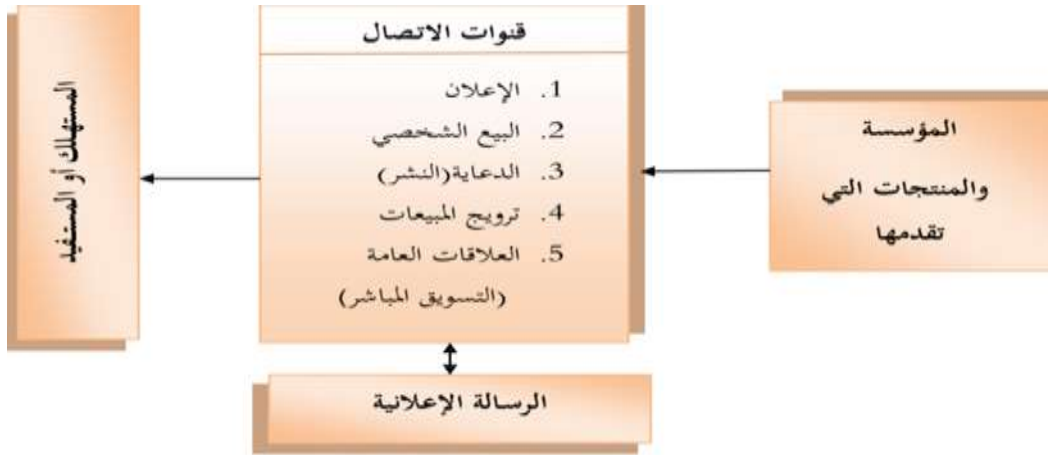 المؤسسة
والمنتجات التي
تقدمها
قنوات الاتصال
1. الإعلان
2. البيع الشخصي
3. الدعاية(النشر)
4. ترويج المبيعات
5. العلاقات العامة
(التسويق المباشر)
المستهلك أو المستفيد
الرسالة الإعلانية